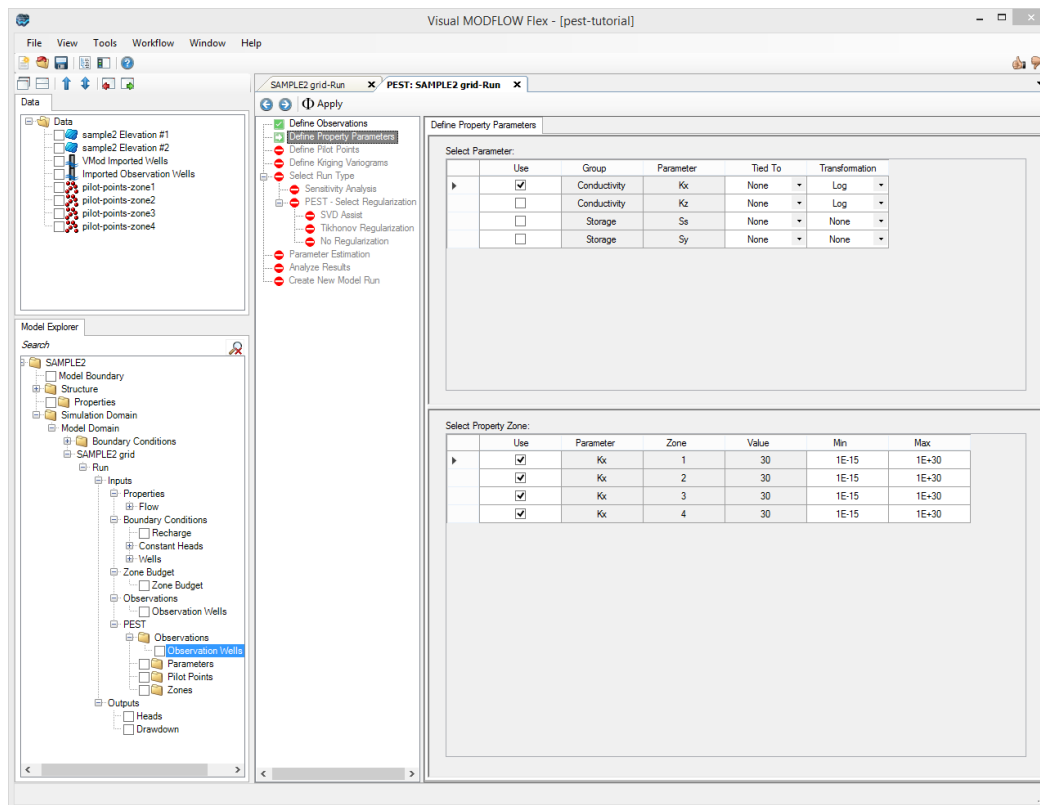 Visual MODFLOW Flex - [pest-tutorial]
File View Tools Workflow Window Help
Data
Data
sample2 Elevation #1
sample2 Elevation #2
VMod Imported Wells
Imported Observation Wells
pilot-points-zone1
pilot-points-zone2
pilot-points-zone3
pilot-points-zone4
Model Explorer
Search
SAMPLE2
Model Boundary
Structure
Properties
Simulation Domain
Model Domain
Boundary Conditions
SAMPLE2 grid
Run
Inputs
Properties
Flow
Boundary Conditions
Recharge
Constant Heads
Wells
Zone Budget
Zone Budget
Observations
Observation Wells
PEST
Observations
Observation Wells
Parameters
Pilot Points
Zones
Outputs
Heads
Drawdown
SAMPLE2 grid-Run PEST: SAMPLE2 grid-Run
Apply
Define Observations
Define Property Parameters
Define Pilot Points
Define Kriging Variograms
Select Run Type
Sensitivity Analysis
PEST - Select Regularization
SVD Assist
Tikhonov Regularization
No Regularization
Parameter Estimation
Analyze Results
Create New Model Run
Define Property Parameters
Select Parameter:
Use Group Parameter Tied To Transformation
Conductivity Kx None Log
Conductivity Kz None Log
Storage Ss None None
Storage Sy None None
Select Property Zone:
Use Parameter Zone Value Min Max
Kx 1 30 1E-15 1E+30
Kx 2 30 1E-15 1E+30
Kx 3 30 1E-15 1E+30
Kx 4 30 1E-15 1E+30